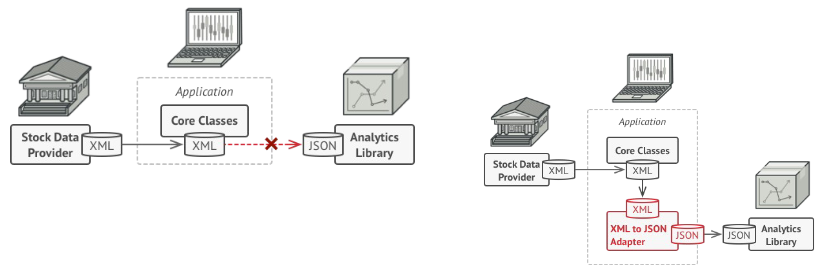 Application
Core Classes
Stock Data
Provider
XML
XML
JSON
Analytics
Library
Application
Core Classes
Stock Data
Provider
XML
XML
XML
XML to JSON
Adapter
JSON
JSON
Analytics
Library